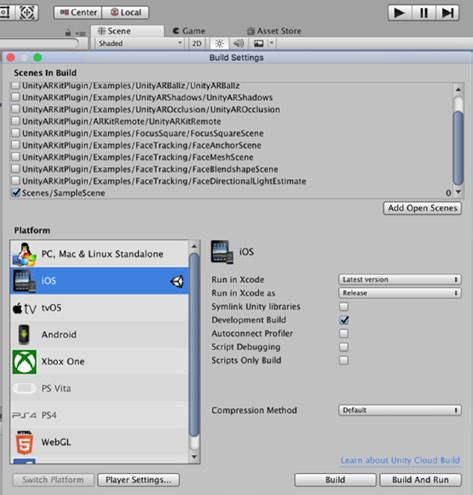 Center Local
Scene Game Asset Store
Shaded 2D
Build Settings
Scenes In Build
UnityARKitPlugin/Examples/UnityARBallz/UnityARBallz
UnityARKitPlugin/Examples/UnityARShadows/UnityARShadows
UnityARKitPlugin/Examples/UnityAROcclusion/UnityAROcclusion
UnityARKitPlugin/ARKitRemote/UnityARKitRemote
UnityARKitPlugin/Examples/FocusSquare/FocusSquareScene
UnityARKitPlugin/Examples/FaceTracking/FaceAnchorScene
UnityARKitPlugin/Examples/FaceTracking/FaceMeshScene
UnityARKitPlugin/Examples/FaceTracking/FaceBlendshapeScene
UnityARKitPlugin/Examples/FaceTracking/FaceDirectionalLightEstimate
Scenes/SampleScene 0
Add Open Scenes
Platform
PC, Mac & Linux Standalone
iOS
tv tvOS
Android
Xbox One
PS Vita
PS4 PS4
HTML 5 WebGL
iOS
Run in Xcode Latest version
Run in Xcode as Release
Symlink Unity libraries
Development Build
Autoconnect Profiler
Script Debugging
Scripts Only Build
Compression Method Default
Learn about Unity Cloud Build
Switch Platform Player Settings... Build Build And Run